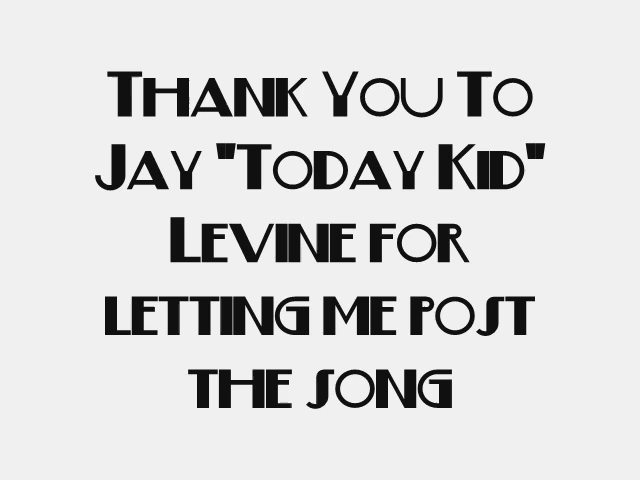 Thank You To
Jay "Today Kid"
Levine for
letting me post
the song